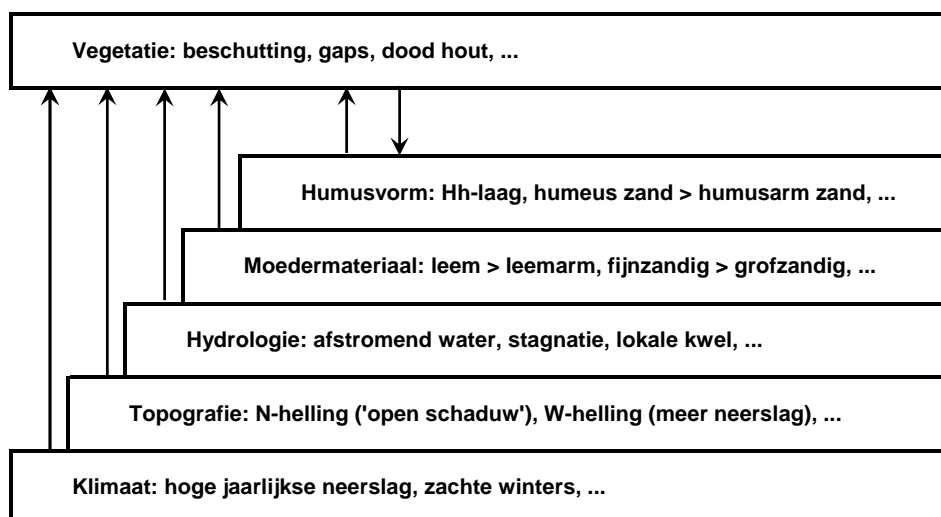 Vegetatie: beschutting, gaps, dood hout, ...
Humusvorm: Hh-laag, humeus zand > humusarm zand, ...
Moedermateriaal: leem > leemarm, fijnzandig > grofzandig, ...
Hydrologie: afstromend water, stagnatie, lokale kwel, ...
Topografie: N-helling ('open schaduw'), W-helling (meer neerslag), ...
Klimaat: hoge jaarlijkse neerslag, zachte winters, ...